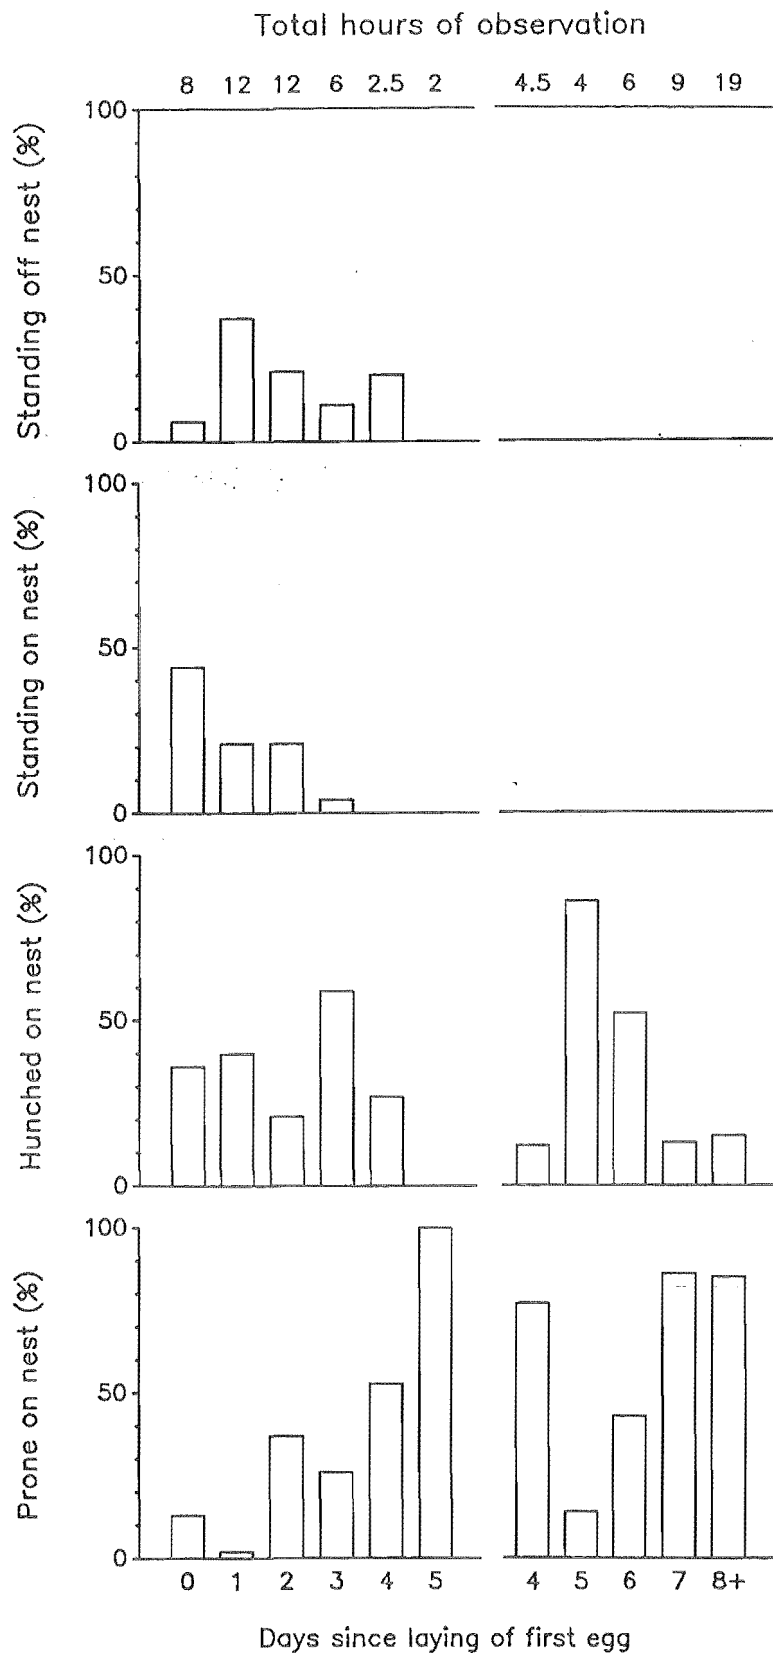 Total hours of observation
8 12 12 6 2.5 2 4.5 4 6 9 19
Standing off nest (%)
100
50
0
Standing on nest (%)
100
50
0
Hunched on nest (%)
100
50
0
Prone on nest (%)
100
50
0
0 1 2 3 4 5 4 5 6 7 8+
Days since laying of first egg